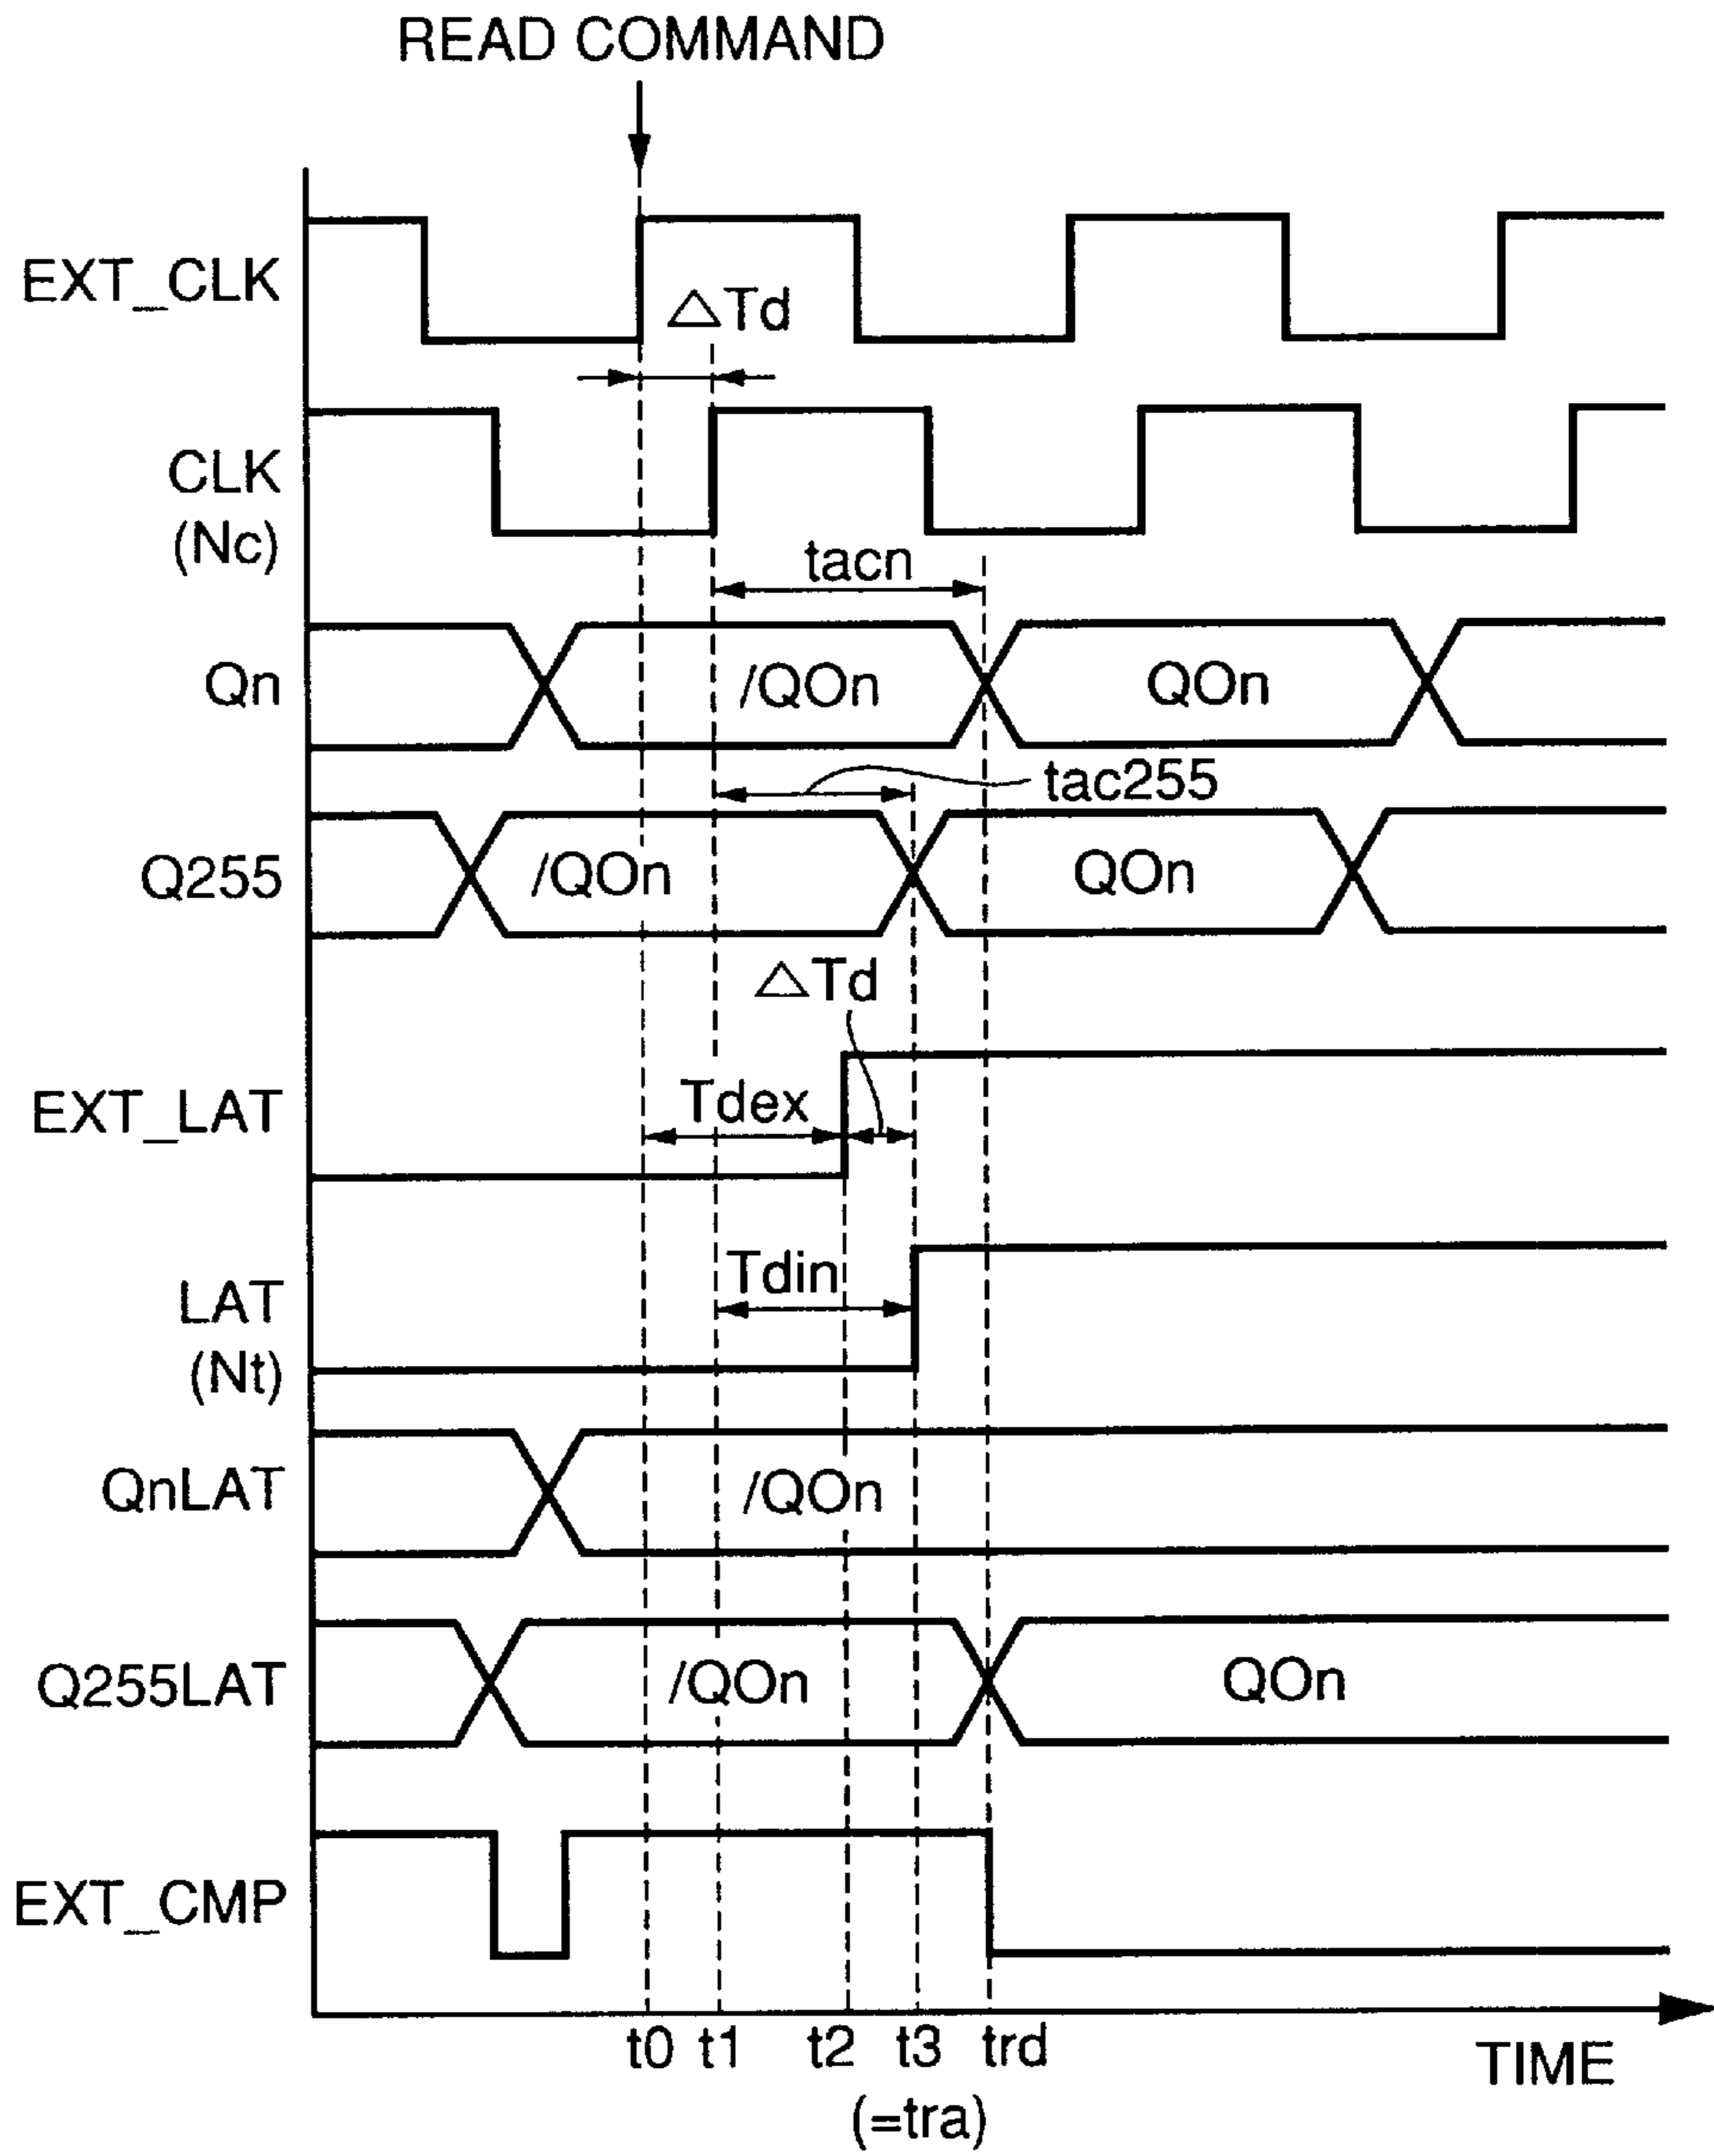 READ COMMAND
EXT_CLK
△Td
CLK
(Nc)
tacn
Qn
/QOn
QOn
tac255
Q255
/QOn
QOn
△Td
EXT_LAT
Tdex
LAT
(Nt)
Tdin
QnLAT
/QOn
Q255LAT
/QOn
QOn
EXT_CMP
t0 t1 t2 t3 trd
(=tra)
TIME